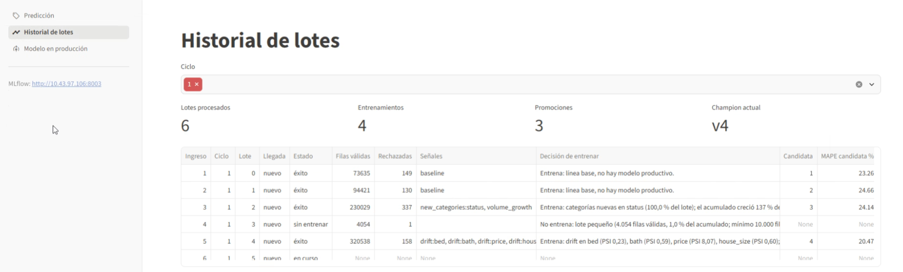 Predicción
Historial de lotes
Modelo en producción
MLflow: http://10.43.97.106:6003
Historial de lotes
Ciclo
1 ×
Lotes procesados Entrenamientos Promociones Champion actual
6 4 3 v4
Ingreso Ciclo Lote Llegada Estado Filas válidas Rechazadas Señales Decisión de entrenar Candidata MAPE candidata %
1 1 0 nuevo éxito 73635 149 baseline Entrena: línea base, no hay modelo productivo. 1 23.26
2 1 1 nuevo éxito 94421 130 baseline Entrena: línea base, no hay modelo productivo. 2 24.66
3 1 2 nuevo éxito 230029 337 new_categories:status, volume_growth Entrena: categorías nuevas en status (100,0 % del lote); el acumulado creció 137 % de
4 1 3 nuevo sin entrenar 4054 1 No entrena: lote pequeño (4.054 filas válidas, 1,0 % del acumulado; mínimo 10.000 fil None None
5 1 4 nuevo éxito 320538 158 drift:bed, drift:bath, drift:price, drift:hous Entrena: drift en bed (PSI 0,23), bath (PSI 0,59), price (PSI 8,07), house_size (PSI 0,60); 4 20.47
6 1 5 nuevo en curso None None None None None None